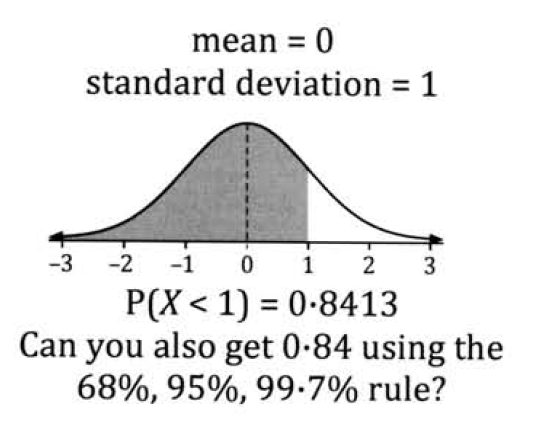 mean = 0
standard deviation = 1
−3 −2 −1 0 1 2 3
P(X < 1) = 0·8413
Can you also get 0·84 using the
68%, 95%, 99·7% rule?